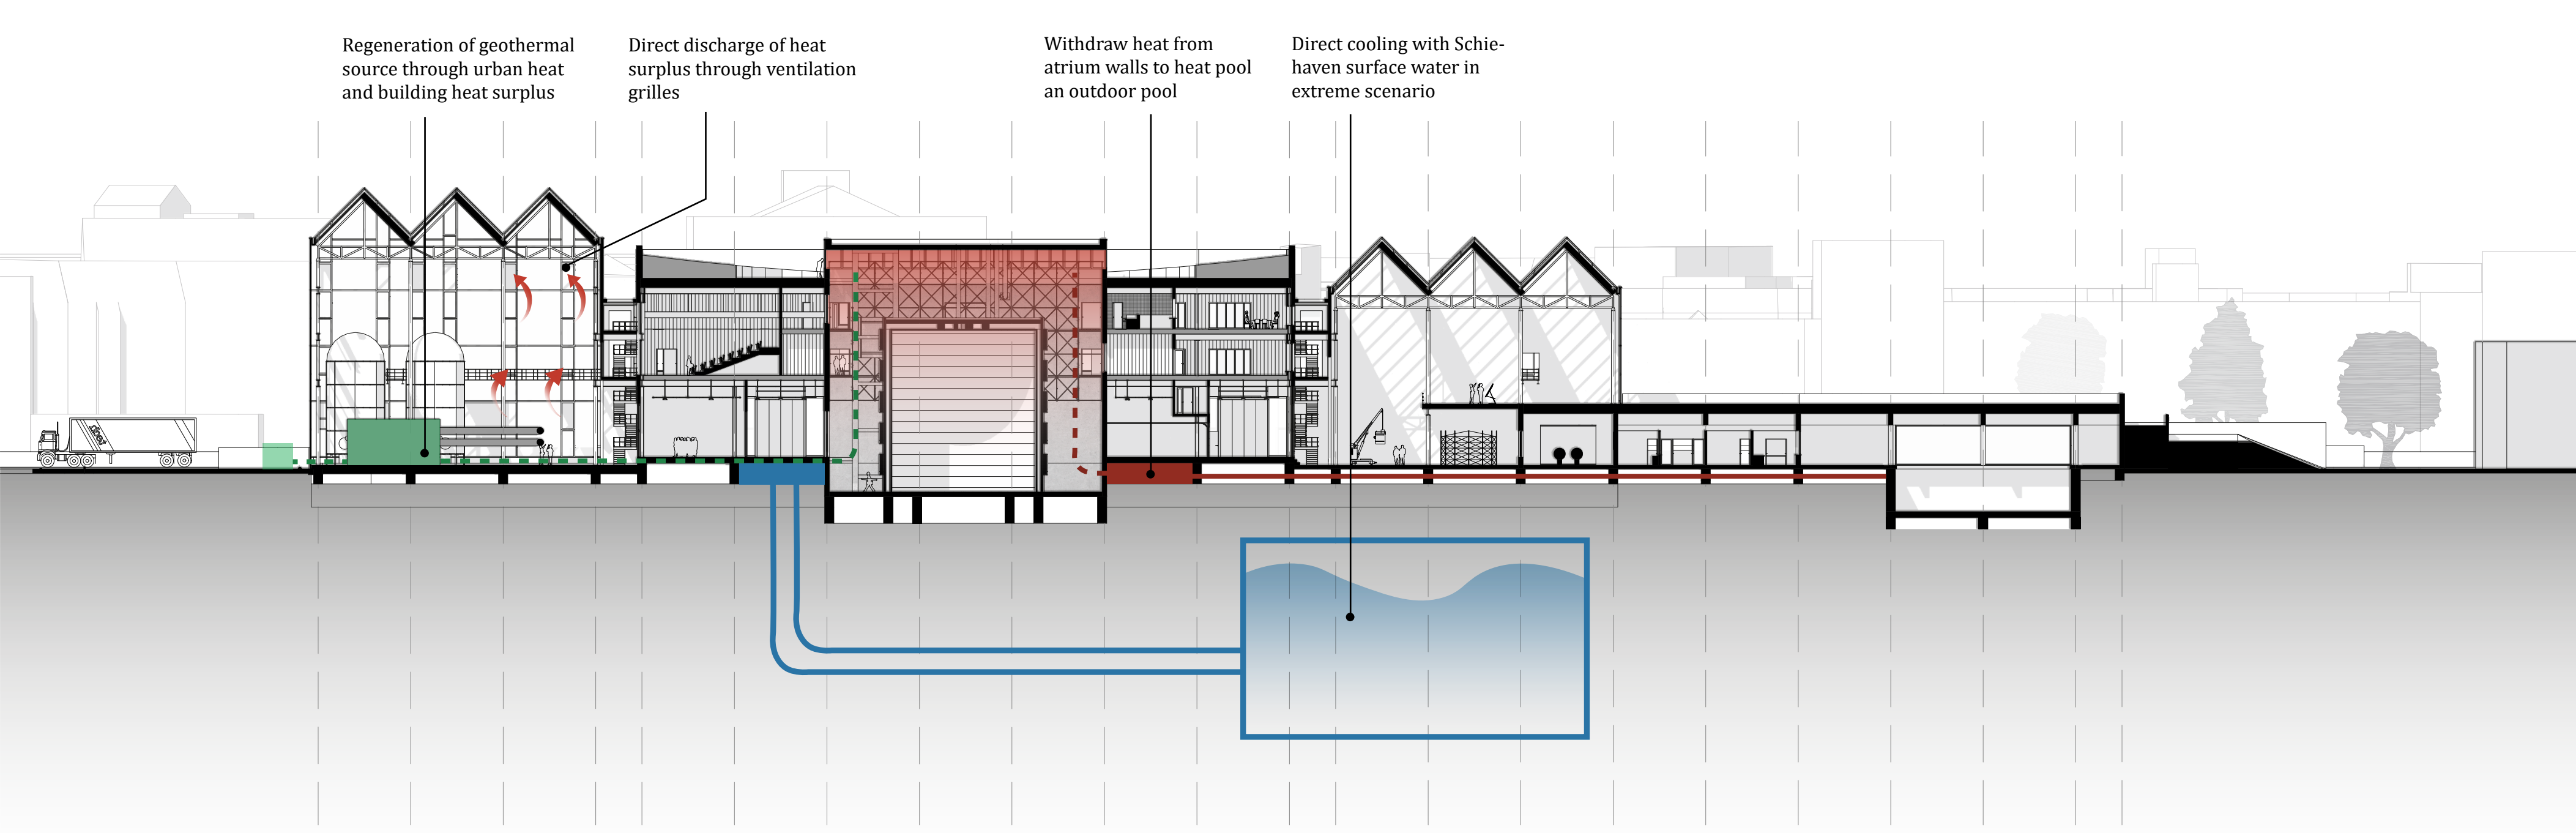 Regeneration of geothermal
source through urban heat
and building heat surplus
Direct discharge of heat
surplus through ventilation
grilles
Withdraw heat from
atrium walls to heat pool
an outdoor pool
Direct cooling with Schie-
haven surface water in
extreme scenario